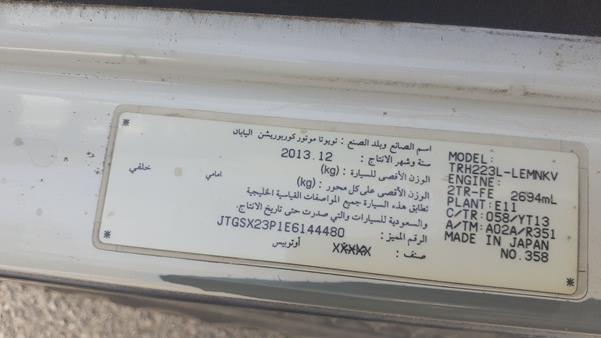 اسم الصانع وبلد الصنع : تويوتا موتور كوربوريشن اليابان
سنة وشهر الانتاج : 2013.12
الوزن الأقصى للسيارة : (kg)
الوزن الأقصى على كل محور : (kg) امامي خلفي
تطابق هذه السيارة جميع المواصفات القياسية الخليجية
والسعودية للسيارات والتي صدرت حتى تاريخ الانتاج.
الرقم المميز : JTGSX23P1E6144480
صنف : XXXXX أوتوبيس
MODEL:
TRH223L-LEMNKV
ENGINE:
2TR-FE 2694mL
PLANT: E11
C/TR: 058/YT13
A/TM: A02A/R351
MADE IN JAPAN
NO.358